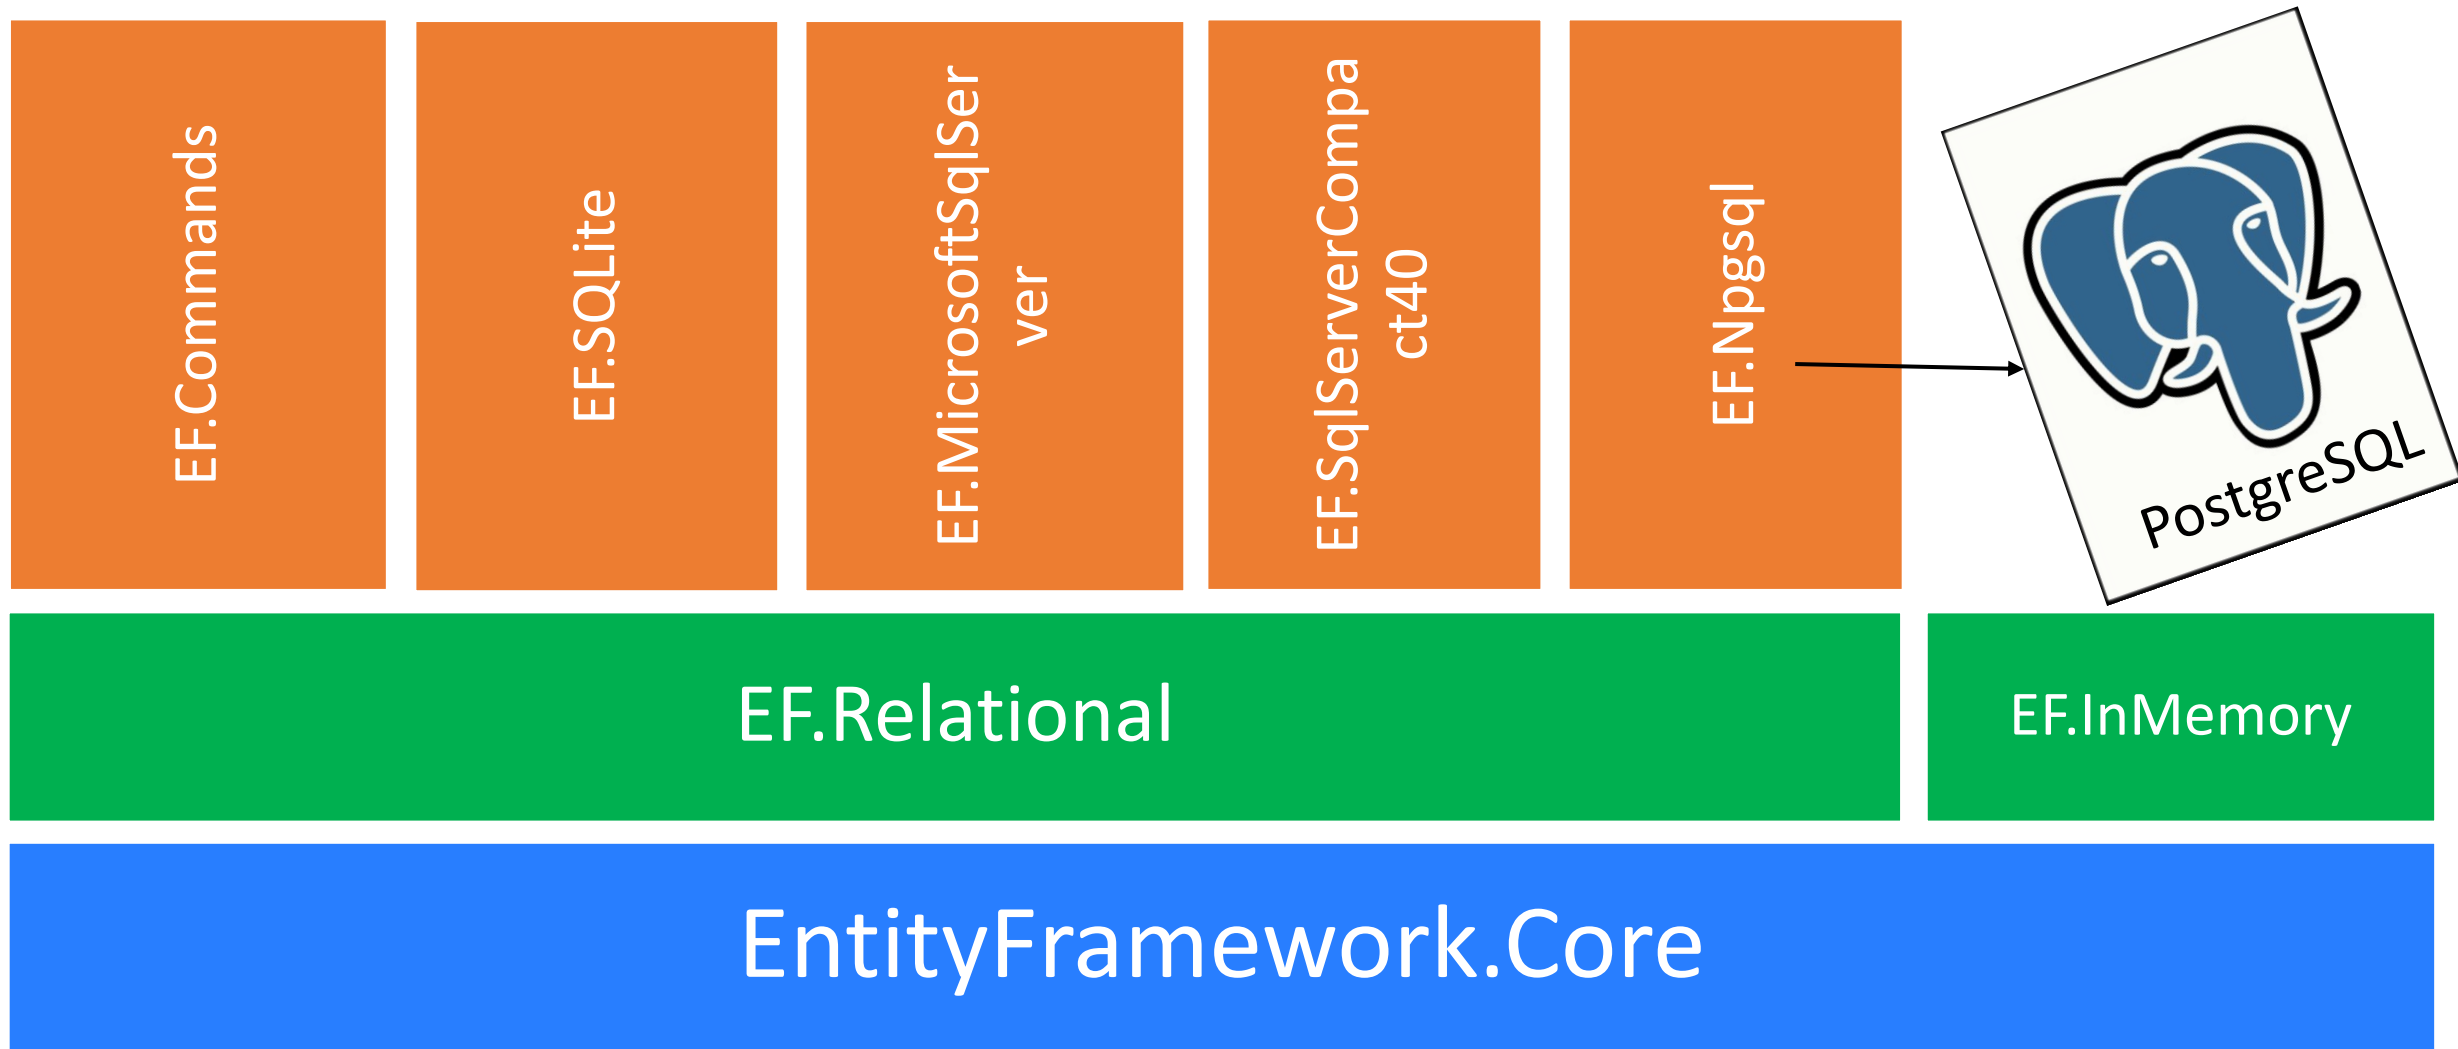 EF.Commands
EF.SQLite
EF.MicrosoftSqlSer
ver
EF.SqlServerCompa
ct40
EF.Npgsql
PostgreSQL
EF.Relational
EF.InMemory
EntityFramework.Core